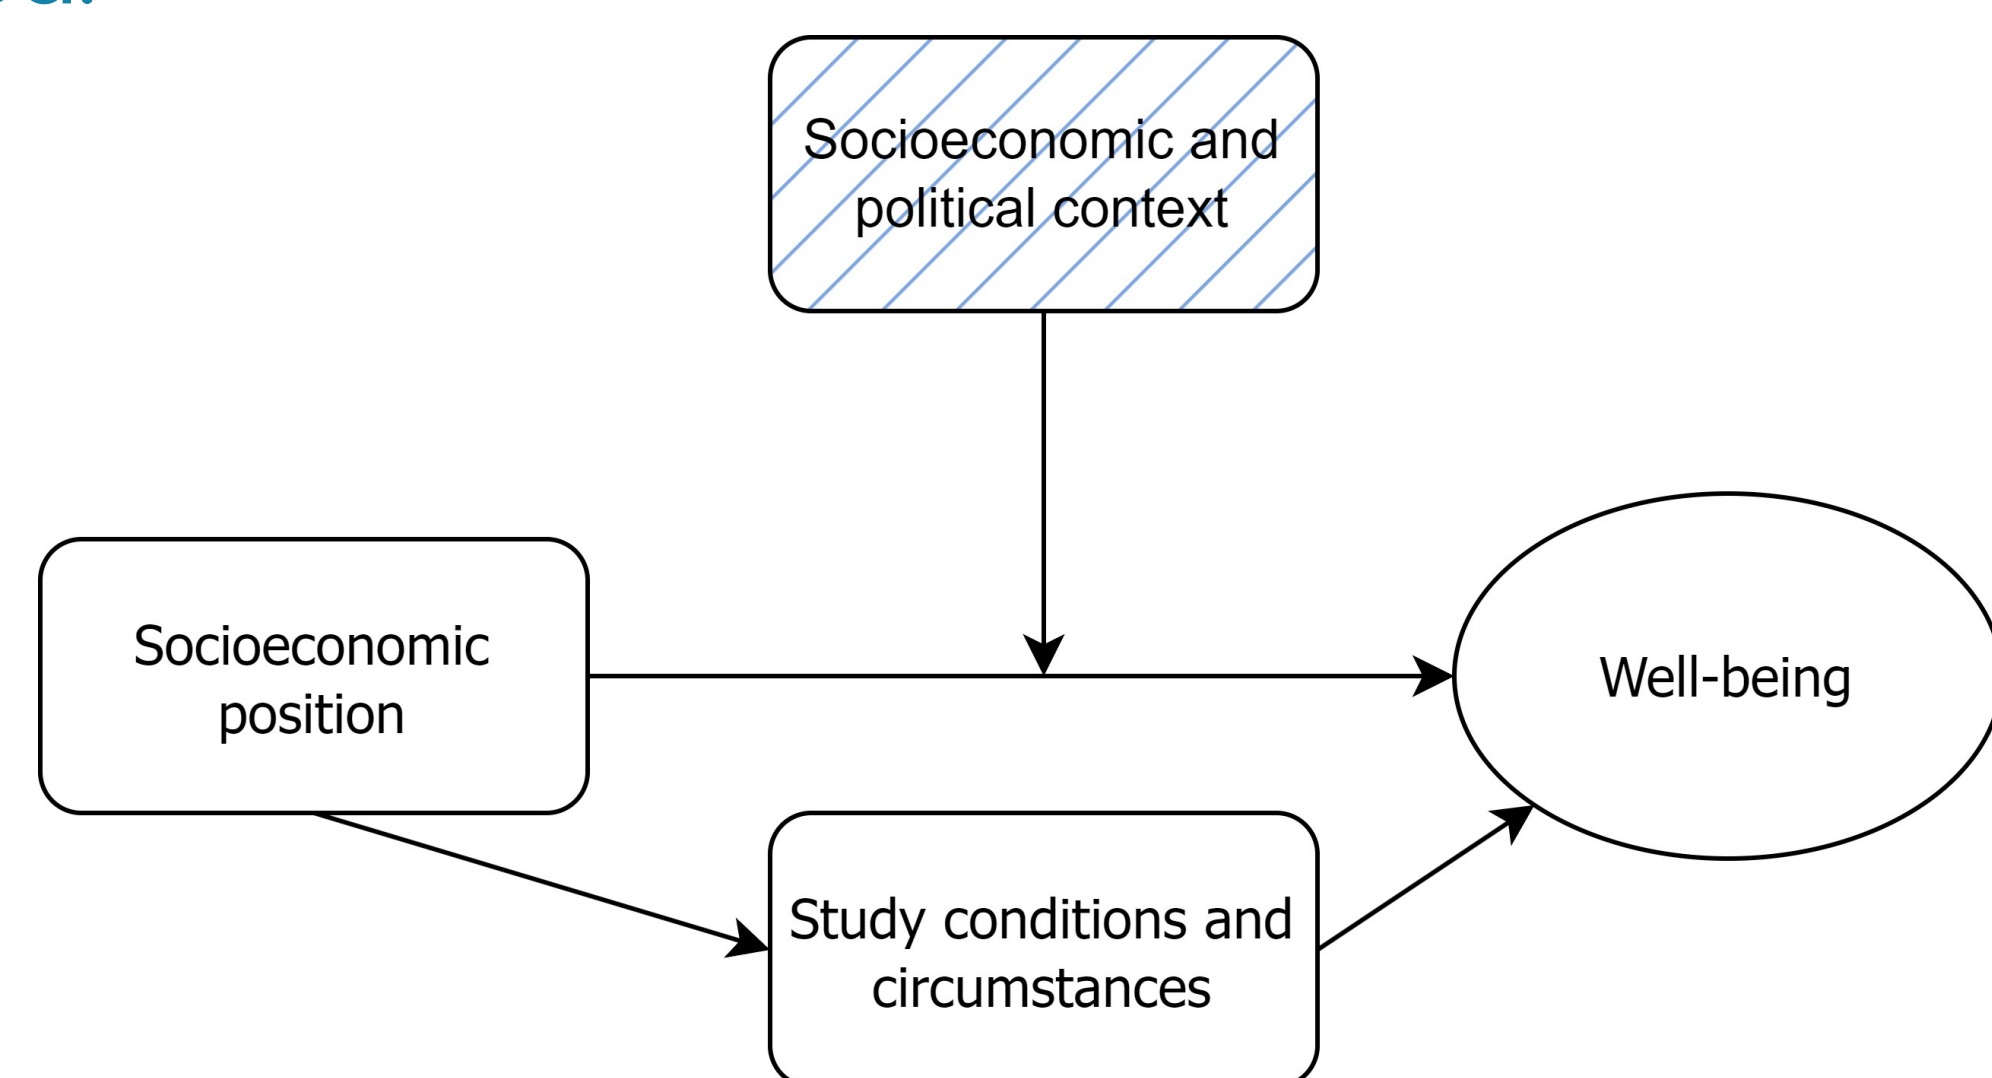 Socioeconomic and
political context
Socioeconomic
position
Well-being
Study conditions and
circumstances